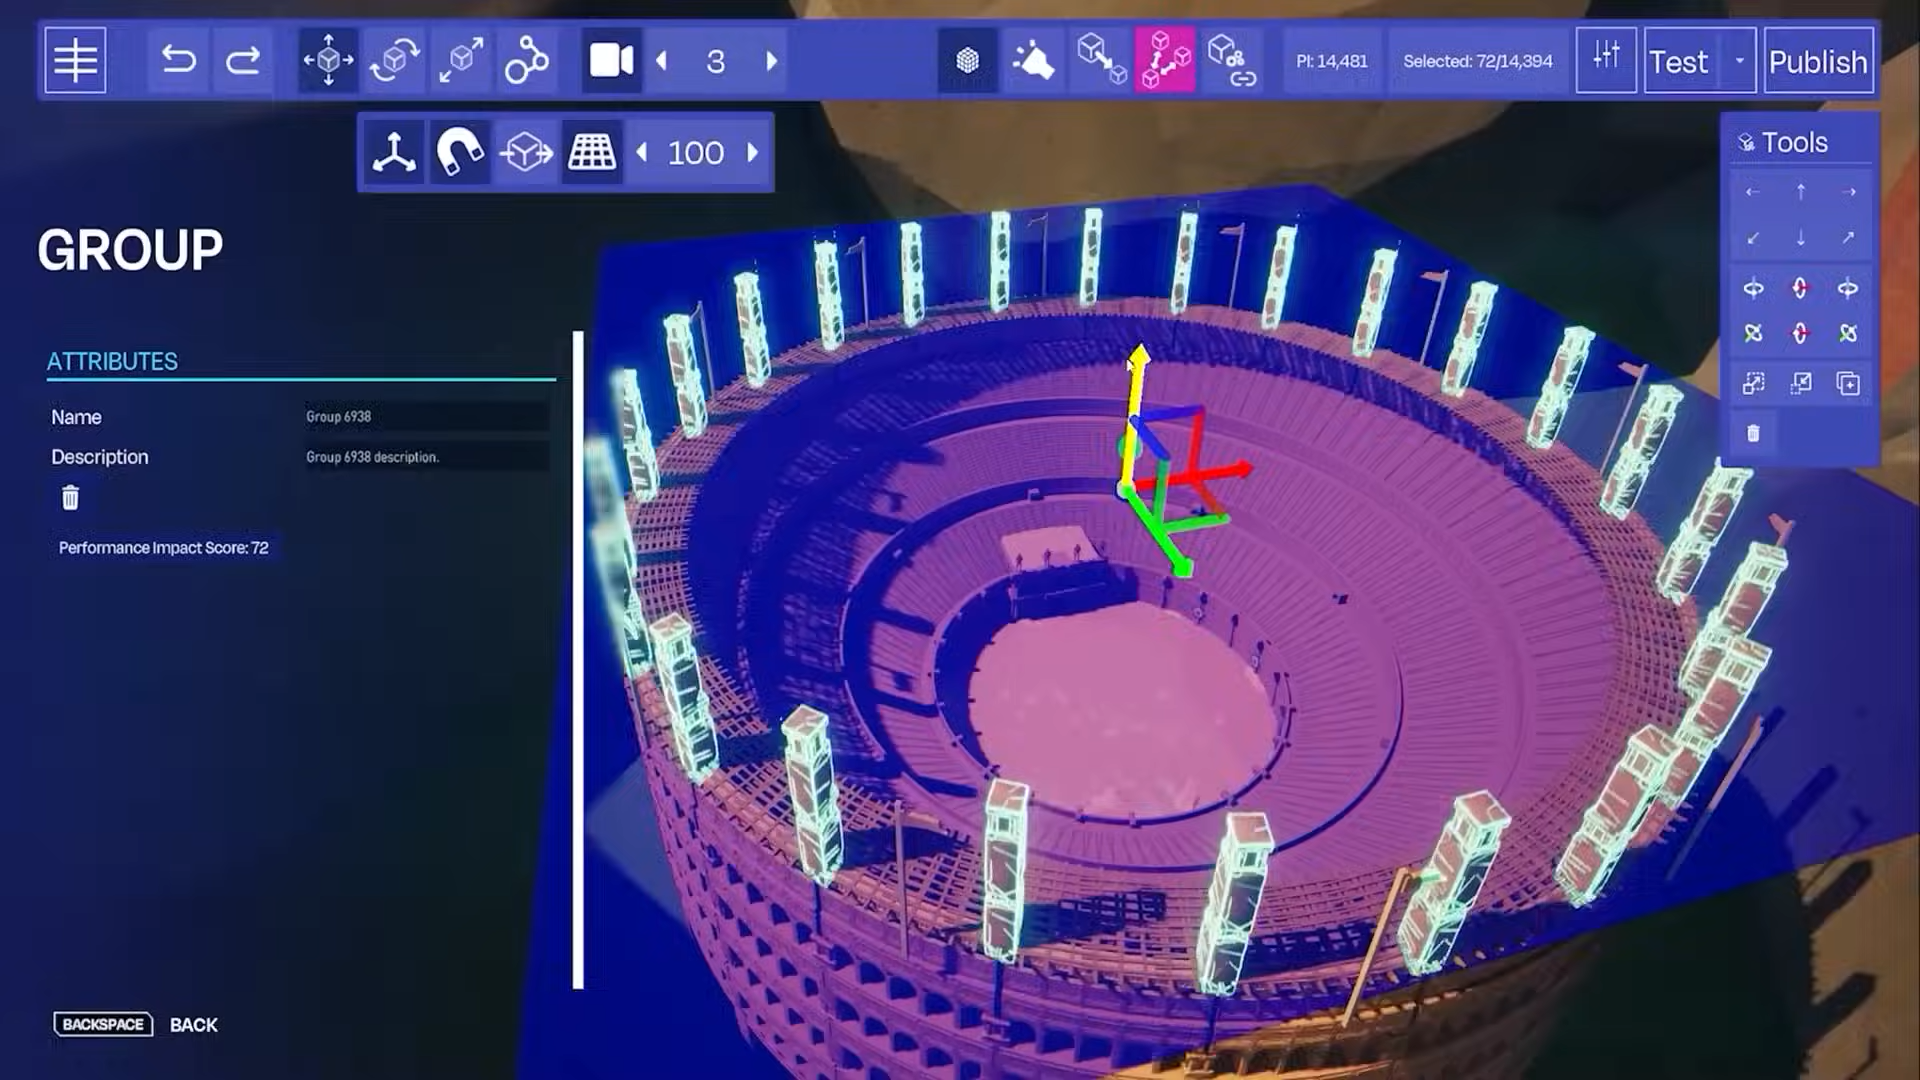 3
PI: 14,481
Selected: 72/14,394
Test
Publish
100
Tools
GROUP
ATTRIBUTES
Name
Group 6938
Description
Group 6938 description.
Performance Impact Score: 72
BACKSPACE
BACK